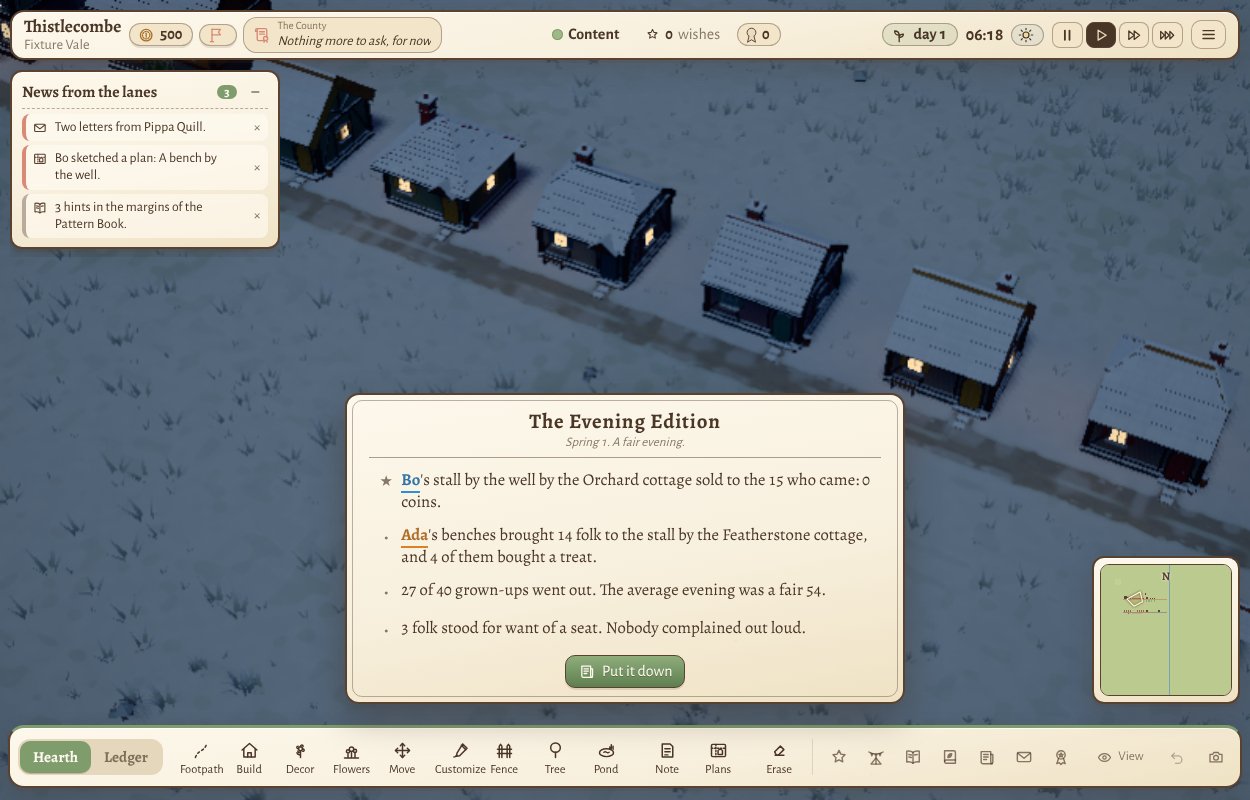 Thistlecombe
Fixture Vale
500
The County
Nothing more to ask, for now
Content
0 wishes
0
day 1
06:18
News from the lanes
3
Two letters from Pippa Quill.
Bo sketched a plan: A bench by
the well.
3 hints in the margins of the
Pattern Book.
The Evening Edition
Spring 1. A fair evening.
Bo's stall by the well by the Orchard cottage sold to the 15 who came: 0
coins.
Ada's benches brought 14 folk to the stall by the Featherstone cottage,
and 4 of them bought a treat.
27 of 40 grown-ups went out. The average evening was a fair 54.
3 folk stood for want of a seat. Nobody complained out loud.
Put it down
N
Hearth
Ledger
Footpath
Build
Decor
Flowers
Move
Customize
Fence
Tree
Pond
Note
Plans
Erase
View